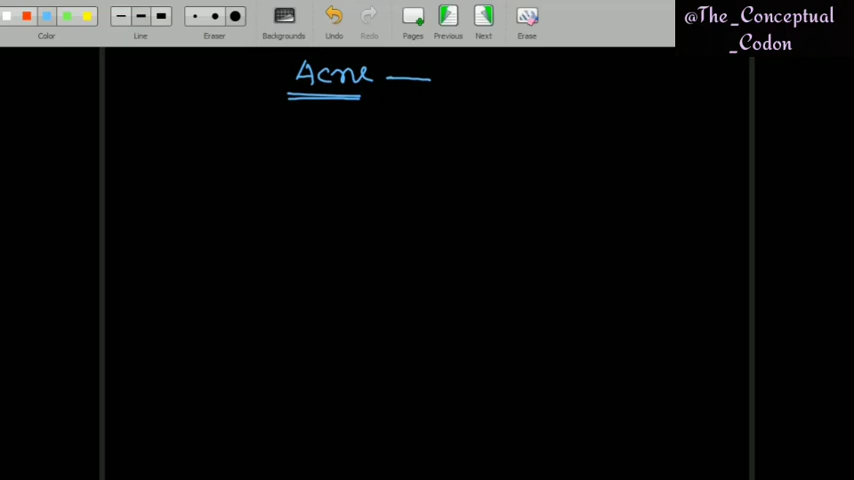 Color
Line
Eraser
Backgrounds
Undo
Redo
Pages
Previous
Next
Erase
@The_Conceptual
_Codon
Acne —